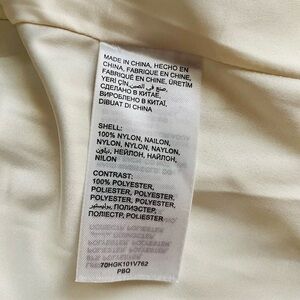 MADE IN CHINA, HECHO EN
CHINA, FABRIQUE EN CHINE,
FABRIQUÉ EN CHINE, ÜRETİM
YERİ ÇİN, صنع في الصين
СДЕЛАНО В КИТАЕ,
ВИРОБЛЕНО В КИТАЇ,
DIBUAT DI CHINA
SHELL:
100% NYLON, NAILON,
NYLON, NYLON, NAYLON,
نايلون, НЕЙЛОН, НАЙЛОН,
NILON
CONTRAST:
100% POLYESTER,
POLIÉSTER, POLYESTER,
POLYESTER, POLYESTER,
بوليستير, ПОЛИЭСТЕР,
ПОЛІЕСТР, POLIESTER
70HGK101V762
PBQ